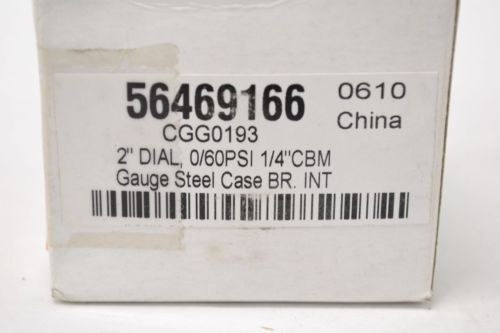 56469166 0610
CGG0193 China
2" DIAL, 0/60PSI 1/4"CBM
Gauge Steel Case BR. INT